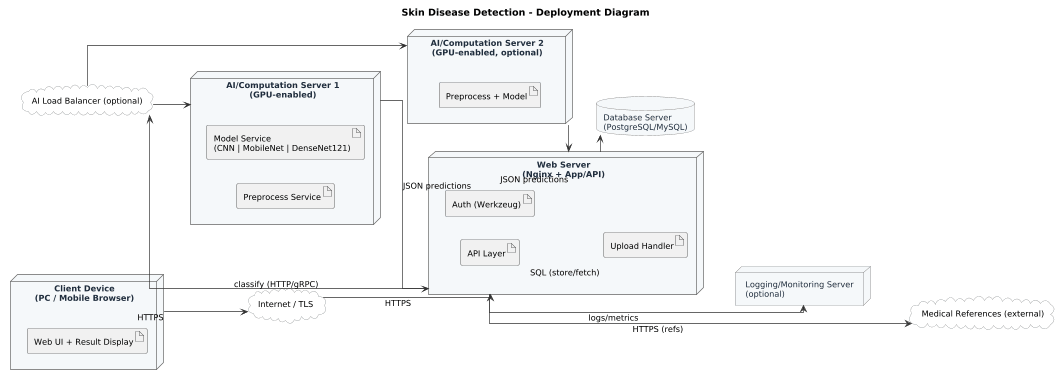 Skin Disease Detection - Deployment Diagram
AI/Computation Server 2
(GPU-enabled, optional)
Preprocess + Model
AI Load Balancer (optional)
AI/Computation Server 1
(GPU-enabled)
Model Service
(CNN | MobileNet | DenseNet121)
Preprocess Service
Database Server
(PostgreSQL/MySQL)
Web Server
(Nginx + App/API)
JSON predictions
JSON predictions
Auth (Werkzeug)
API Layer
Upload Handler
SQL (store/fetch)
Client Device
(PC / Mobile Browser)
Web UI + Result Display
HTTPS
classify (HTTP/gRPC)
Internet / TLS
HTTPS
Logging/Monitoring Server
(optional)
logs/metrics
HTTPS (refs)
Medical References (external)